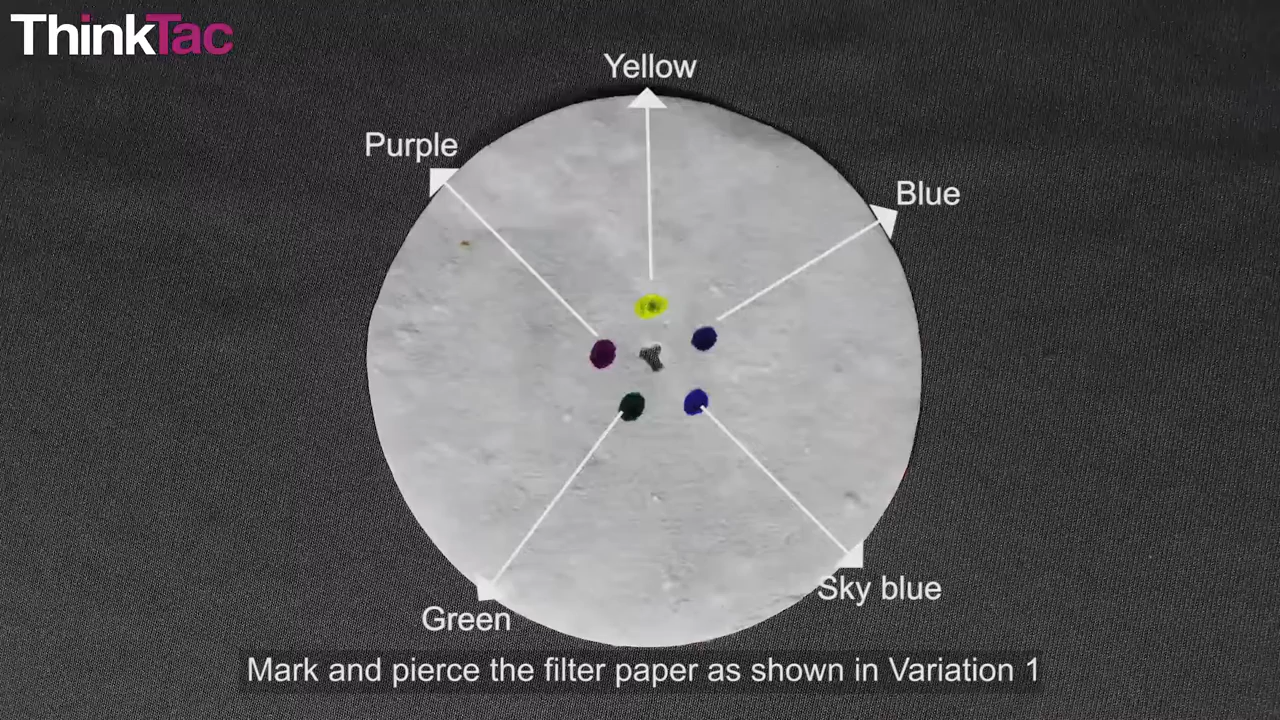 ThinkTac
Yellow
Purple
Blue
Sky blue
Green
Mark and pierce the filter paper as shown in Variation 1